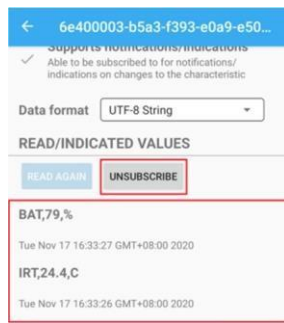 ← 6e400003-b5a3-f393-e0a9-e50...
Supports notifications/indications
Able to be subscribed to for notifications/
indications on changes to the characteristic
Data format UTF-8 String
READ/INDICATED VALUES
READ AGAIN UNSUBSCRIBE
BAT,79,%
Tue Nov 17 16:33:27 GMT+08:00 2020
IRT,24.4,C
Tue Nov 17 16:33:26 GMT+08:00 2020